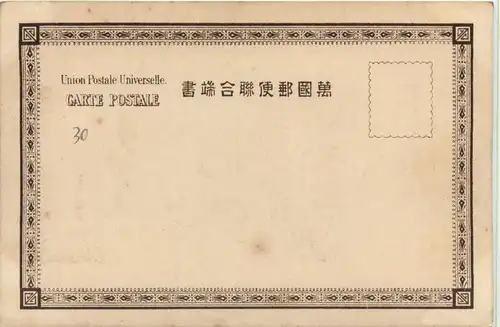 Union Postale Universelle.
CARTE POSTALE
萬國郵便聯合端書
30